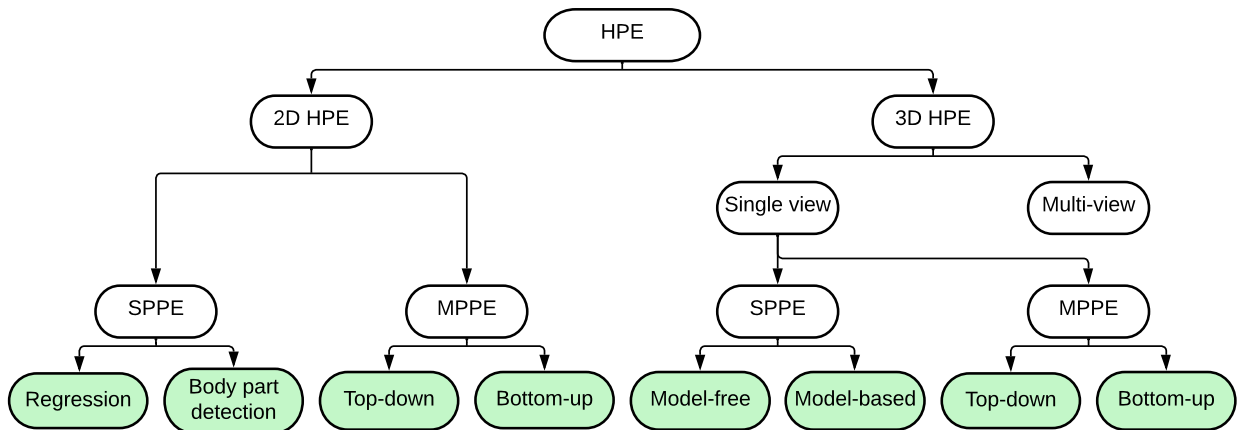 HPE
2D HPE
3D HPE
Single view
Multi-view
SPPE
MPPE
SPPE
MPPE
Regression
Body part
detection
Top-down
Bottom-up
Model-free
Model-based
Top-down
Bottom-up